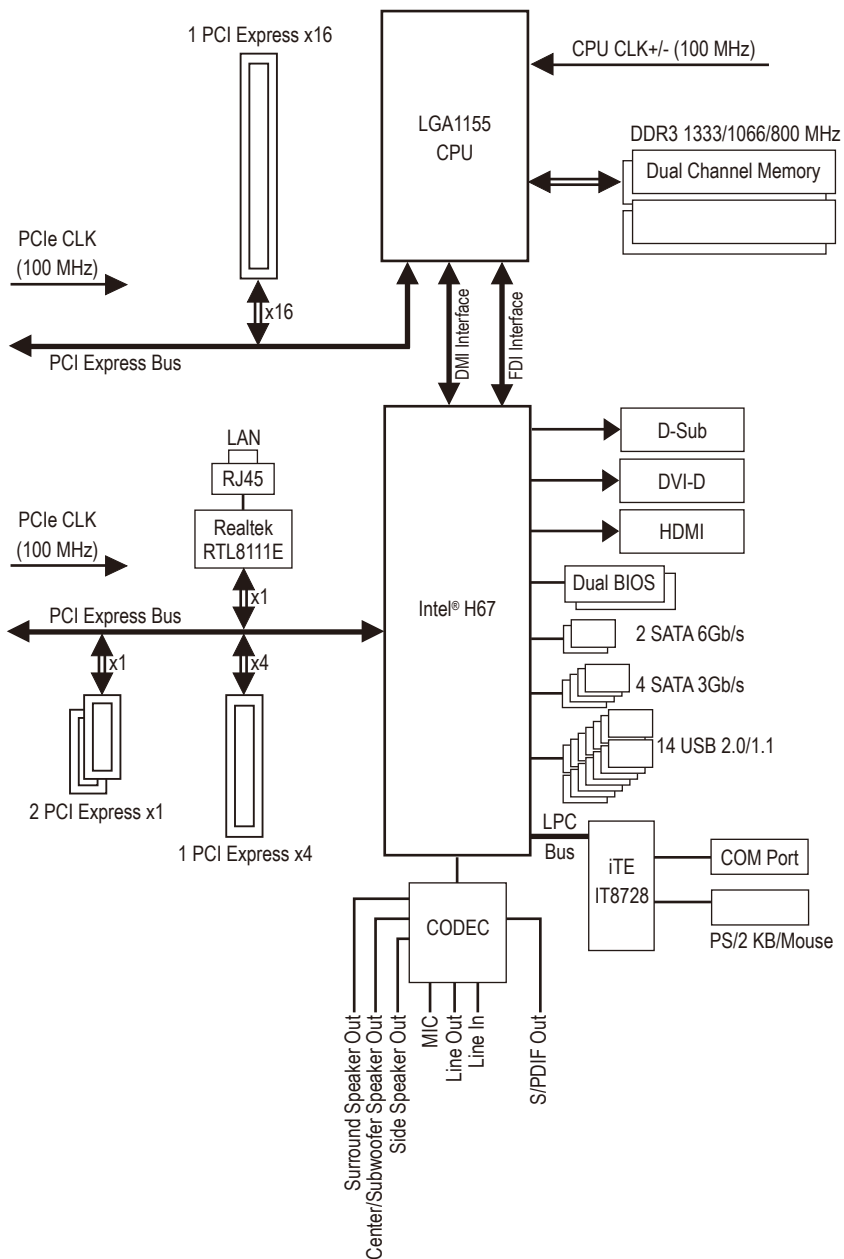 1 PCI Express x16
CPU CLK+/- (100 MHz)
LGA1155
CPU
DDR3 1333/1066/800 MHz
Dual Channel Memory
PCIe CLK
(100 MHz)
x16
PCI Express Bus
DMI Interface
FDI Interface
LAN
RJ45
Realtek
RTL8111E
PCIe CLK
(100 MHz)
x1
PCI Express Bus
x1
x4
2 PCI Express x1
1 PCI Express x4
Intel® H67
D-Sub
DVI-D
HDMI
Dual BIOS
2 SATA 6Gb/s
4 SATA 3Gb/s
14 USB 2.0/1.1
LPC
Bus
iTE
IT8728
COM Port
PS/2 KB/Mouse
CODEC
Surround Speaker Out
Center/Subwoofer Speaker Out
Side Speaker Out
MIC
Line Out
Line In
S/PDIF Out